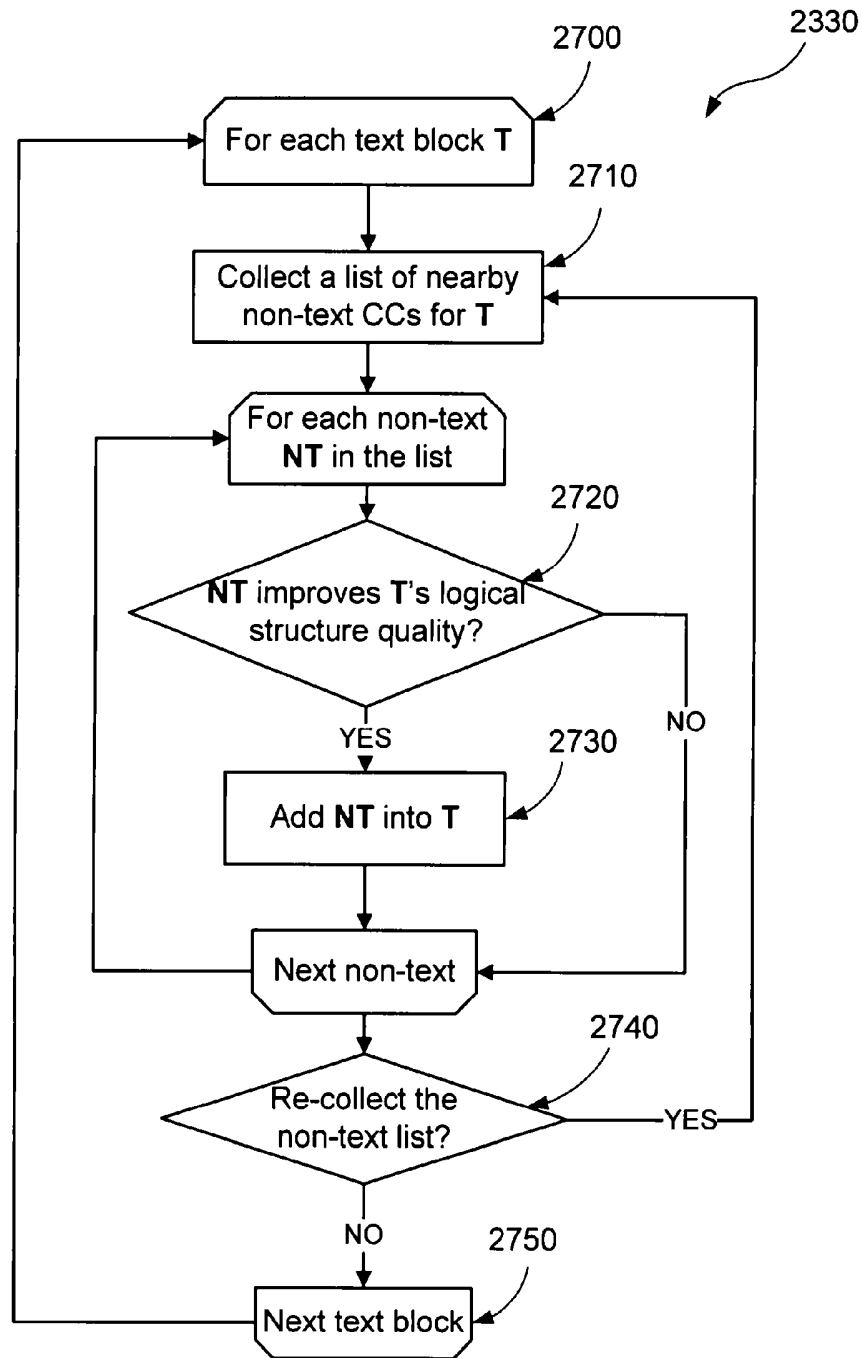 2330
2700
For each text block T
2710
Collect a list of nearby
non-text CCs for T
For each non-text
NT in the list
2720
NT improves T's logical
structure quality?
NO
YES
2730
Add NT into T
Next non-text
2740
Re-collect the
non-text list?
YES
NO
2750
Next text block